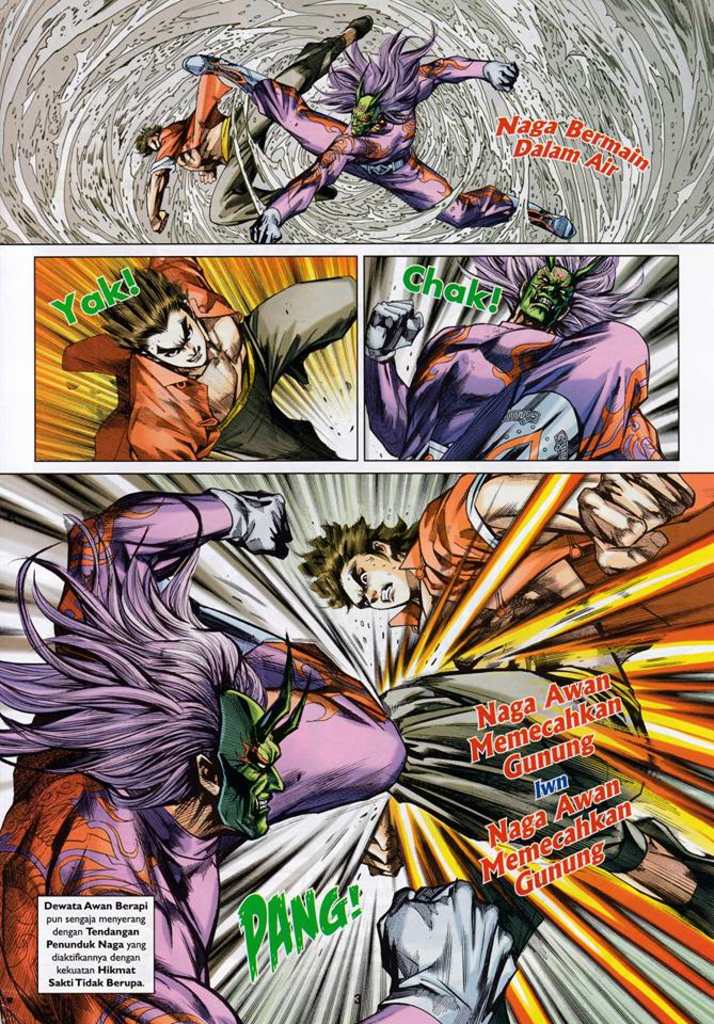 Naga Bermain
Dalam Air
Yak!
Chak!
Naga Awan
Memecahkan
Gunung
lwn
Naga Awan
Memecahkan
Gunung
PANG!
Dewata Awan Berapi
pun sengaja menyerang
dengan Tendangan
Penunduk Naga yang
diaktifkannya dengan
kekuatan Hikmat
Sakti Tidak Berupa.
3